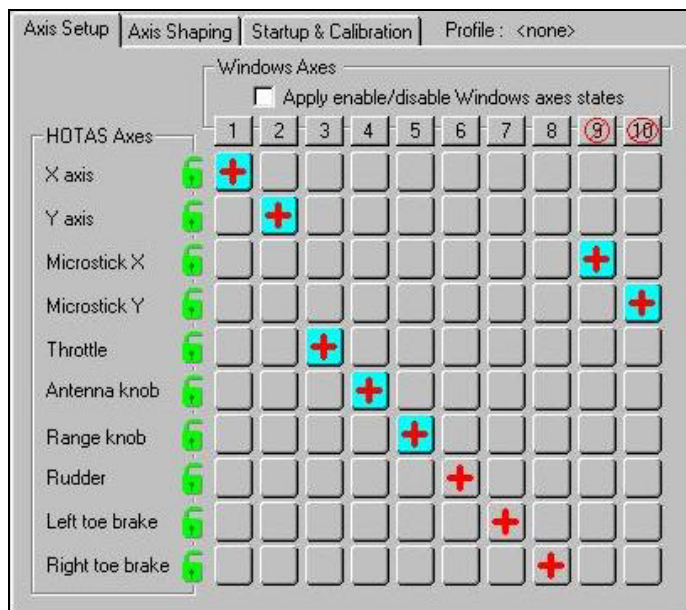 Axis Setup Axis Shaping Startup & Calibration Profile : <none>
Windows Axes
Apply enable/disable Windows axes states
HOTAS Axes 1 2 3 4 5 6 7 8 9 10
X axis
Y axis
Microstick X
Microstick Y
Throttle
Antenna knob
Range knob
Rudder
Left toe brake
Right toe brake